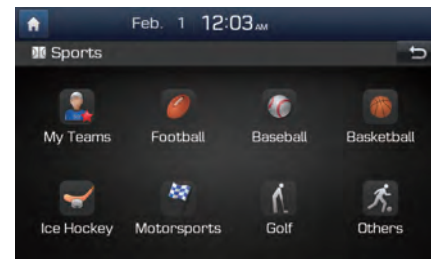 Feb. 1 12:03 AM
Sports
My Teams Football Baseball Basketball
Ice Hockey Motorsports Golf Others